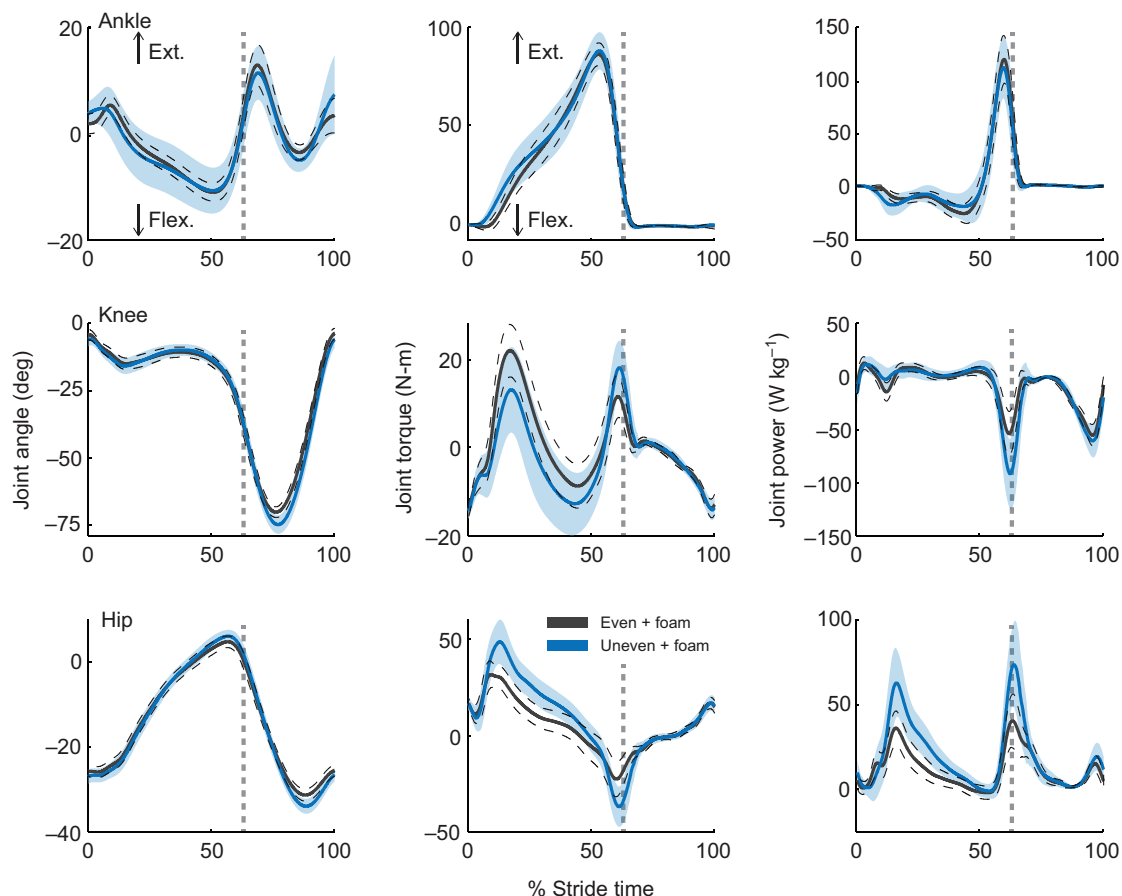 Ankle
20
Ext.
0
Flex.
–20
0 50 100
100
Ext.
50
0
Flex.
0 50 100
150
100
50
0
–50
0 50 100
Knee
0
–25
–50
–75
Joint angle (deg)
0 50 100
20
0
–20
Joint torque (N-m)
0 50 100
50
0
–50
–100
–150
Joint power (W kg–1)
0 50 100
Hip
0
–20
–40
0 50 100
50
0
–50
Even + foam
Uneven + foam
0 50 100
100
50
0
0 50 100
% Stride time